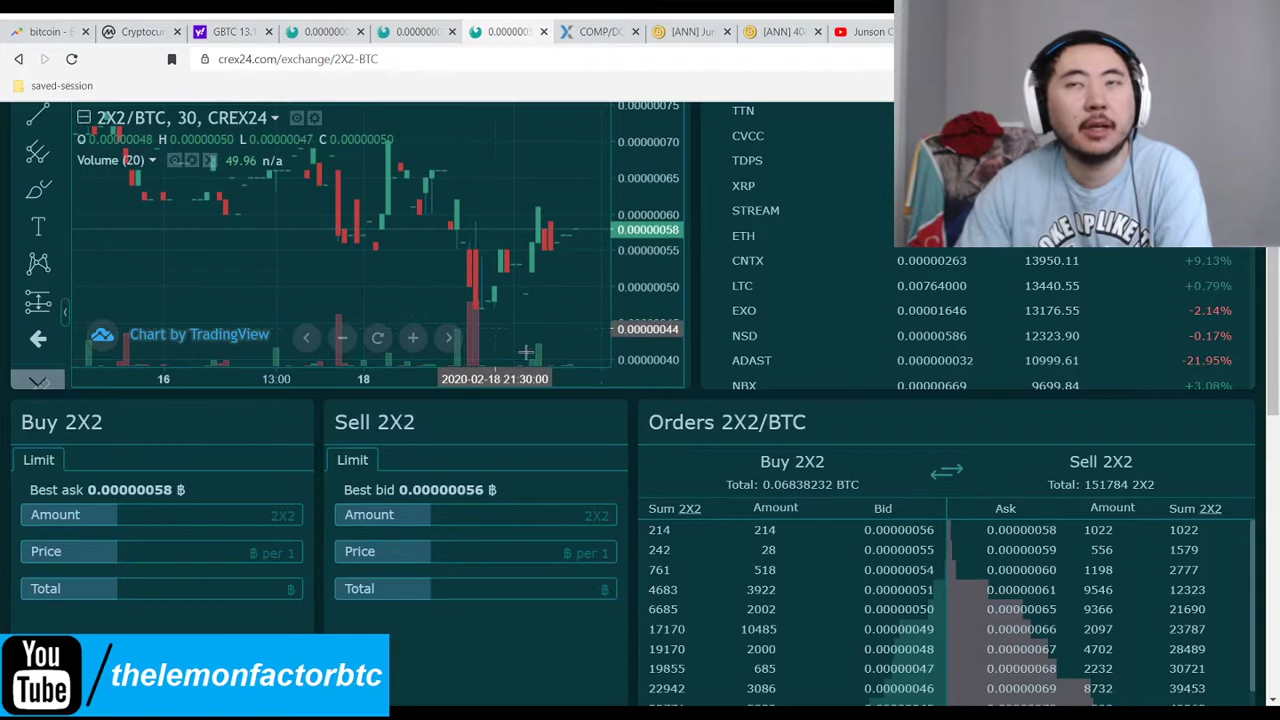 bitcoin - E
Cryptocu
GBTC 13.1
0.000000
0.000000
0.0000005
COMP/DO
[ANN] Ju
[ANN] 40
Junson C
crex24.com/exchange/2X2-BTC
saved-session
2X2/BTC, 30, CREX24
O 0.00000048 H 0.00000050 L 0.00000047 C 0.00000050
Volume (20) 49.96 n/a
0.00000075
0.00000070
0.00000065
0.00000060
0.00000058
0.00000055
0.00000050
0.00000044
0.00000040
Chart by TradingView
16 13:00 18 2020-02-18 21:30:00
TTN
CVCC
TDPS
XRP
STREAM
ETH
CNTX 0.00000263 13950.11 +9.13%
LTC 0.00764000 13440.55 +0.79%
EXO 0.00001646 13176.55 -2.14%
NSD 0.00000586 12323.90 -0.17%
ADAST 0.000000032 10999.61 -21.95%
NBX 0.00000669 9699.84 +3.08%
Buy 2X2
Limit
Best ask 0.00000058 ฿
Amount 2X2
Price ฿ per 1
Total ฿
Sell 2X2
Limit
Best bid 0.00000056 ฿
Amount 2X2
Price ฿ per 1
Total ฿
Orders 2X2/BTC
Buy 2X2 Sell 2X2
Total: 0.06838232 BTC Total: 151784 2X2
Sum 2X2 Amount Bid Ask Amount Sum 2X2
214 214 0.00000056 0.00000058 1022 1022
242 28 0.00000055 0.00000059 556 1579
761 518 0.00000054 0.00000060 1198 2777
4683 3922 0.00000051 0.00000061 9546 12323
6685 2002 0.00000050 0.00000065 9366 21690
17170 10485 0.00000049 0.00000066 2097 23787
19170 2000 0.00000048 0.00000067 4702 28489
19855 685 0.00000047 0.00000068 2232 30721
22942 3086 0.00000046 0.00000069 8732 39453
You Tube /thelemonfactorbtc